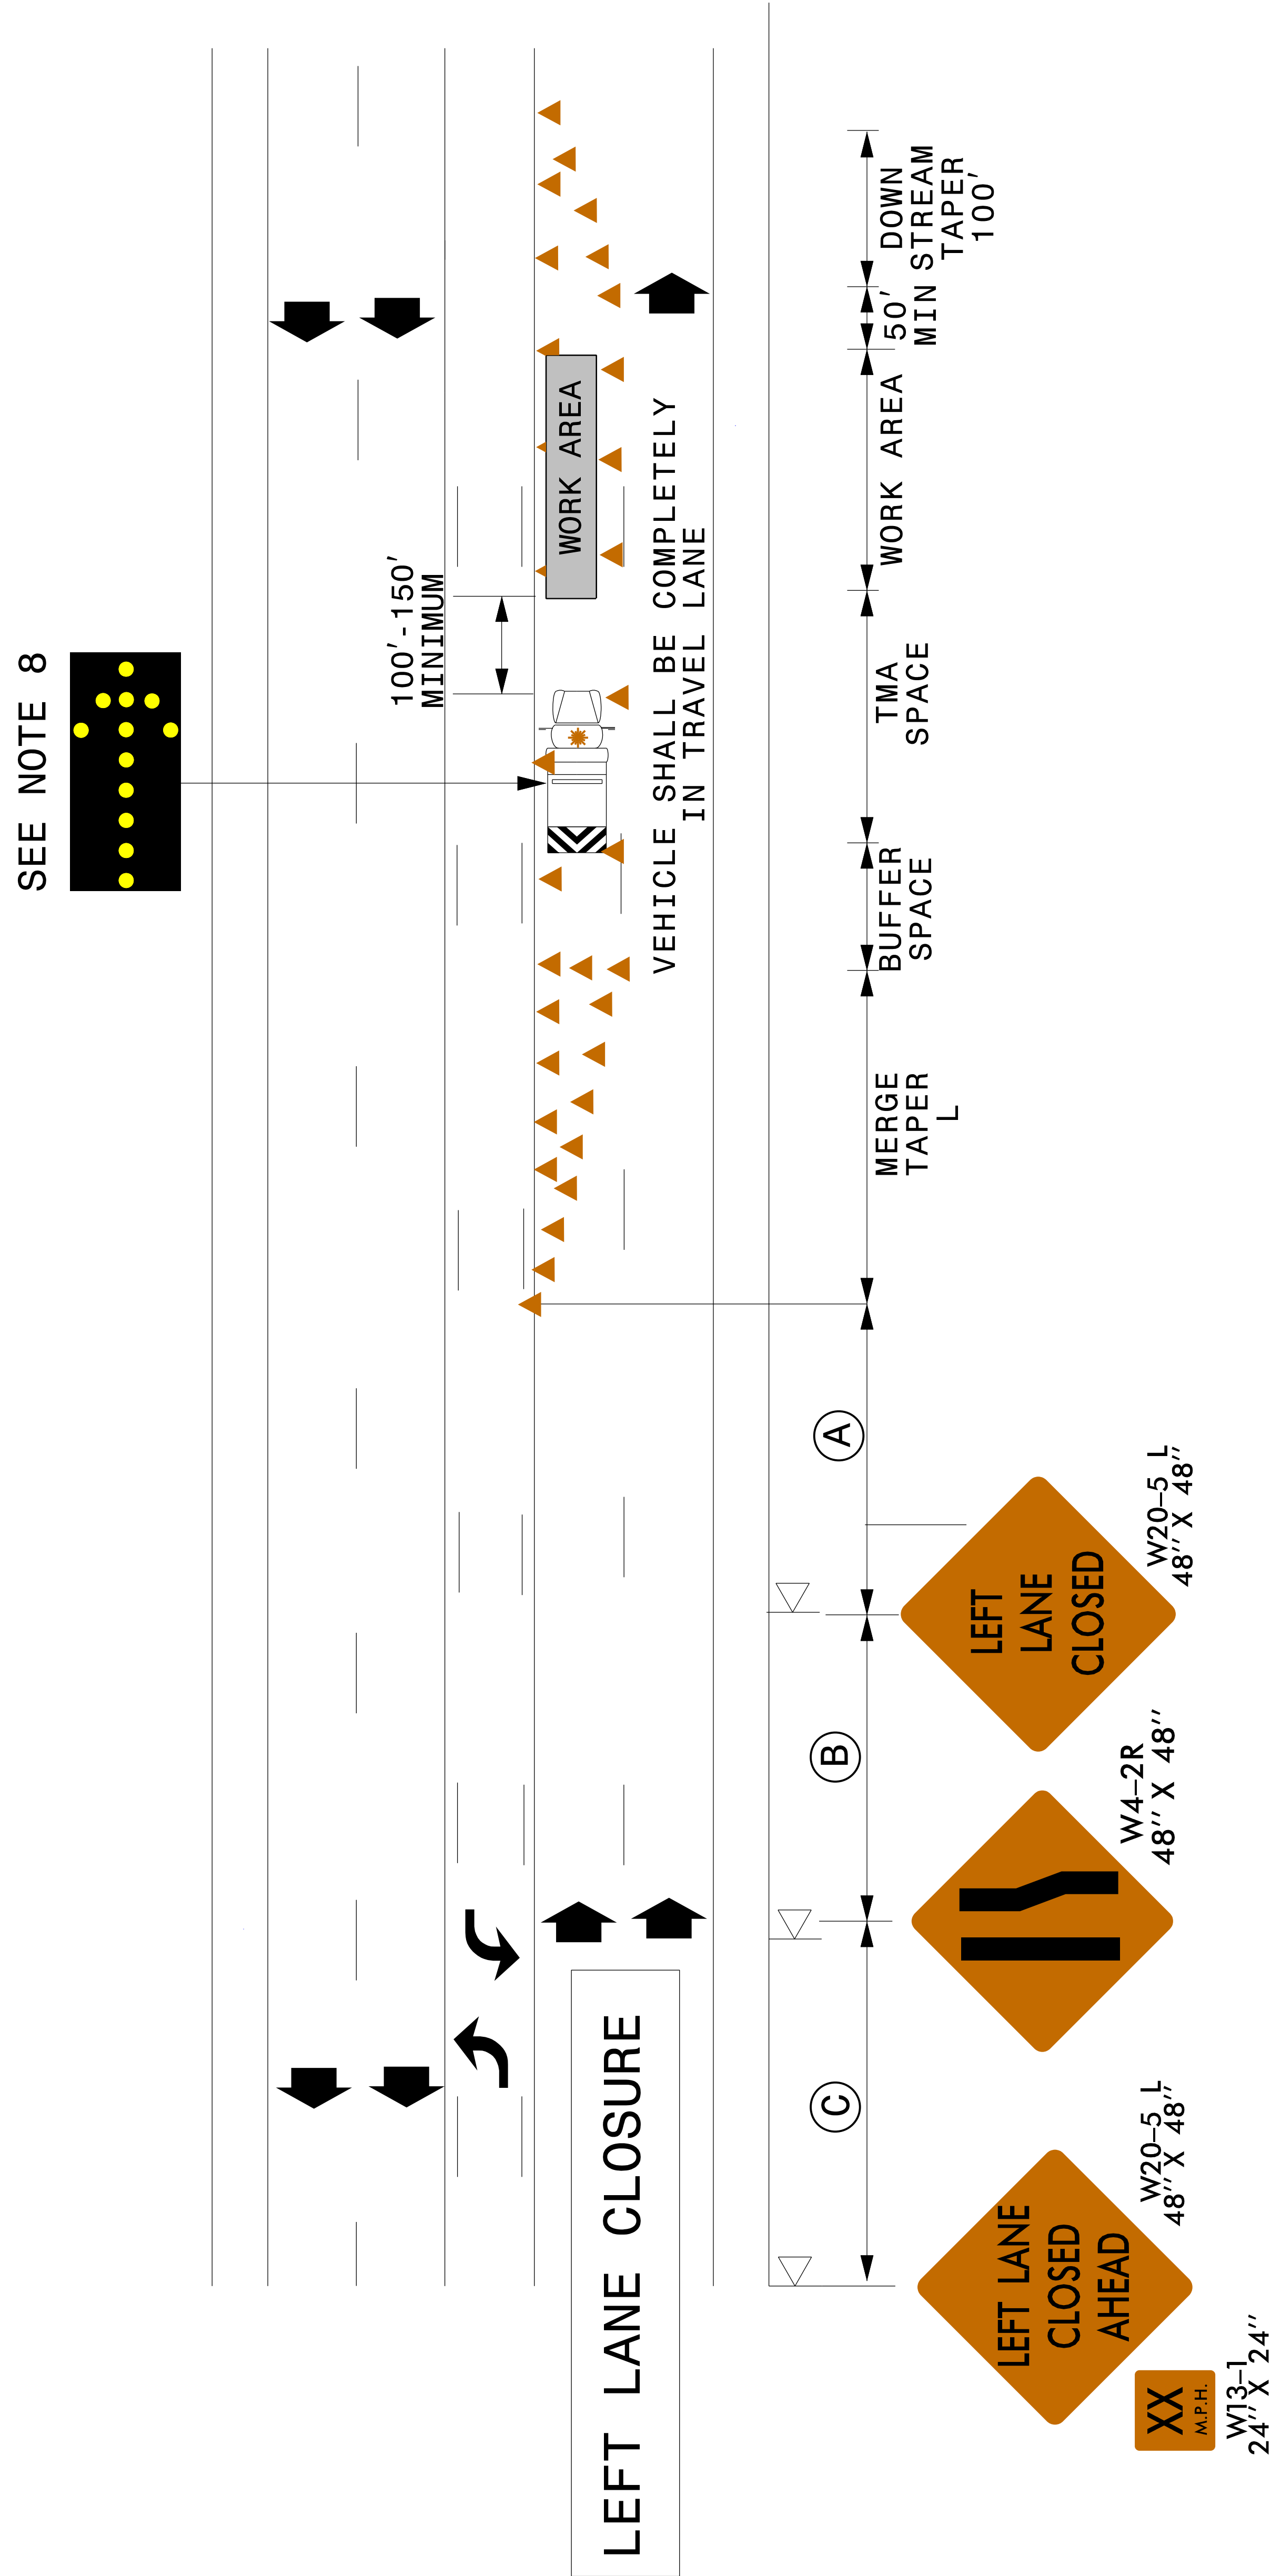 SEE NOTE 8
100'-150'
MINIMUM
WORK AREA
VEHICLE SHALL BE COMPLETELY
IN TRAVEL LANE
LEFT LANE CLOSURE
C
B
A
MERGE
TAPER
L
BUFFER
SPACE
TMA
SPACE
WORK AREA
50'
MIN
DOWN
STREAM
TAPER
100'
LEFT LANE
CLOSED
AHEAD
W20-5 L
48'' X 48''
XX
M.P.H.
W13-1
24'' X 24''
W4-2R
48'' X 48''
LEFT
LANE
CLOSED
W20-5 L
48'' X 48''